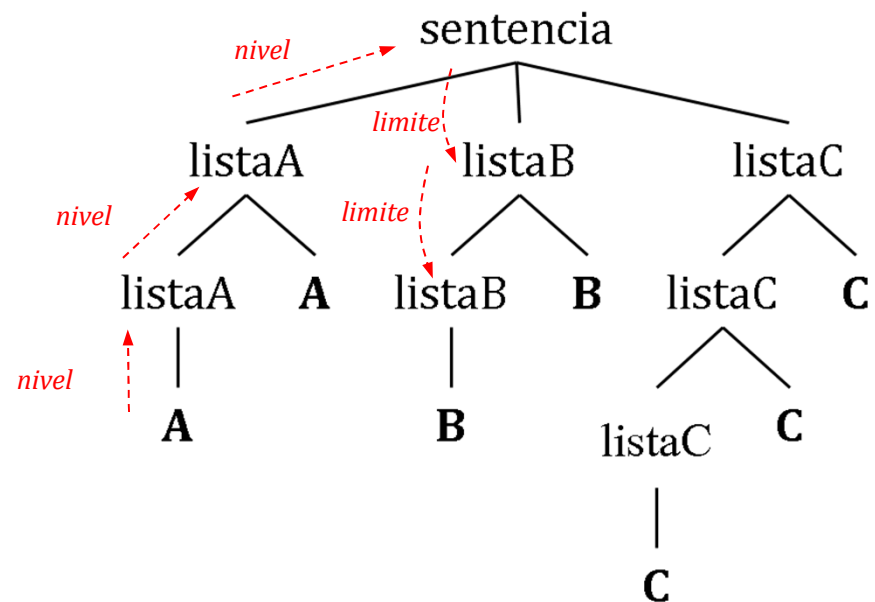 sentencia
nivel
limite
listaA listaB listaC
nivel
limite
listaA A listaB B listaC C
nivel
A B listaC C
C